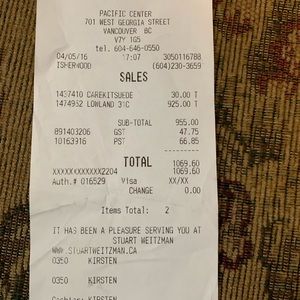 PACIFIC CENTER
701 WEST GEORGIA STREET
VANCOUVER BC
V7Y 1G5
tel. 604-646-0550
04/05/16 17:07 3050116788
ISHERWOOD (604)230-3659
SALES
1437410 CAREKITSUEDE 30.00 T
1474952 LOWLAND 31C 925.00 T
SUB-TOTAL 955.00
891403206 GST 47.75
10163916 PST 66.85
TOTAL 1069.60
XXXXXXXXXXXX2204 1069.60
Auth.# 016529 Visa XX/XX
CHANGE 0.00
Items Total: 2
IT HAS BEEN A PLEASURE SERVING YOU AT
STUART WEITZMAN
WWW.STUARTWEITZMAN.CA
0350 KIRSTEN
0350 KIRSTEN
Cashier: KIRSTEN